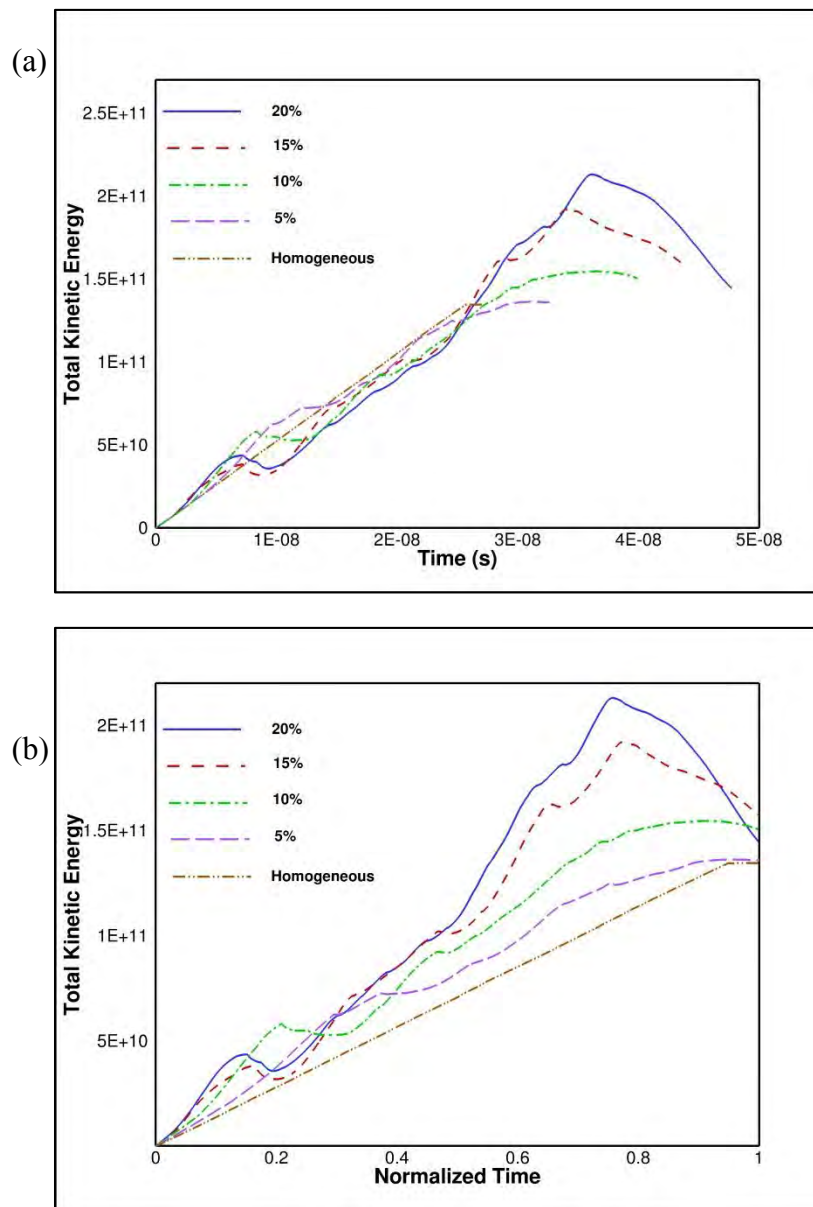 (a)
2.5E+11
2E+11
1.5E+11
1E+11
5E+10
0
Total Kinetic Energy
20%
15%
10%
5%
Homogeneous
0 1E-08 2E-08 3E-08 4E-08 5E-08
Time (s)
(b)
2E+11
1.5E+11
1E+11
5E+10
Total Kinetic Energy
20%
15%
10%
5%
Homogeneous
0 0.2 0.4 0.6 0.8 1
Normalized Time